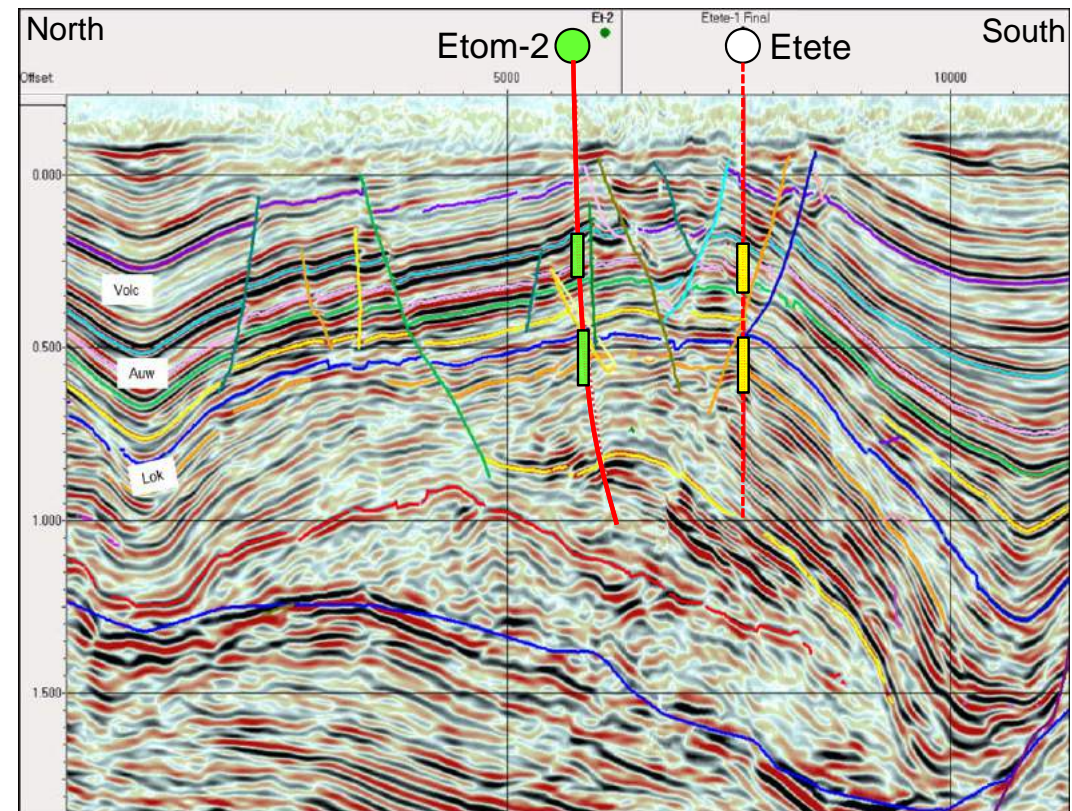 North
Et-2
Etete-1 Final
South
Etom-2
Etete
Offset
5000
10000
0.000
Volc
Auw
0.500
Lok
1.000
1.500